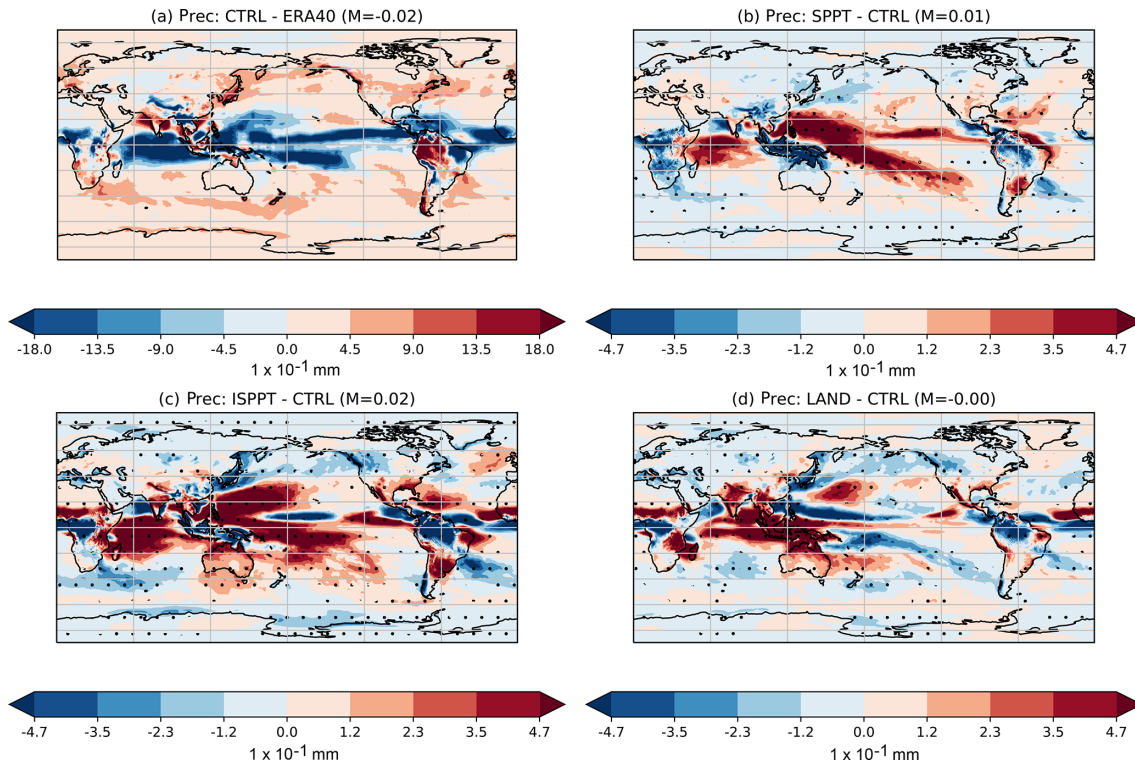 (a) Prec: CTRL - ERA40 (M=-0.02)
-18.0 -13.5 -9.0 -4.5 0.0 4.5 9.0 13.5 18.0
1 x 10⁻¹ mm
(b) Prec: SPPT - CTRL (M=0.01)
-4.7 -3.5 -2.3 -1.2 0.0 1.2 2.3 3.5 4.7
1 x 10⁻¹ mm
(c) Prec: ISPPT - CTRL (M=0.02)
-4.7 -3.5 -2.3 -1.2 0.0 1.2 2.3 3.5 4.7
1 x 10⁻¹ mm
(d) Prec: LAND - CTRL (M=-0.00)
-4.7 -3.5 -2.3 -1.2 0.0 1.2 2.3 3.5 4.7
1 x 10⁻¹ mm